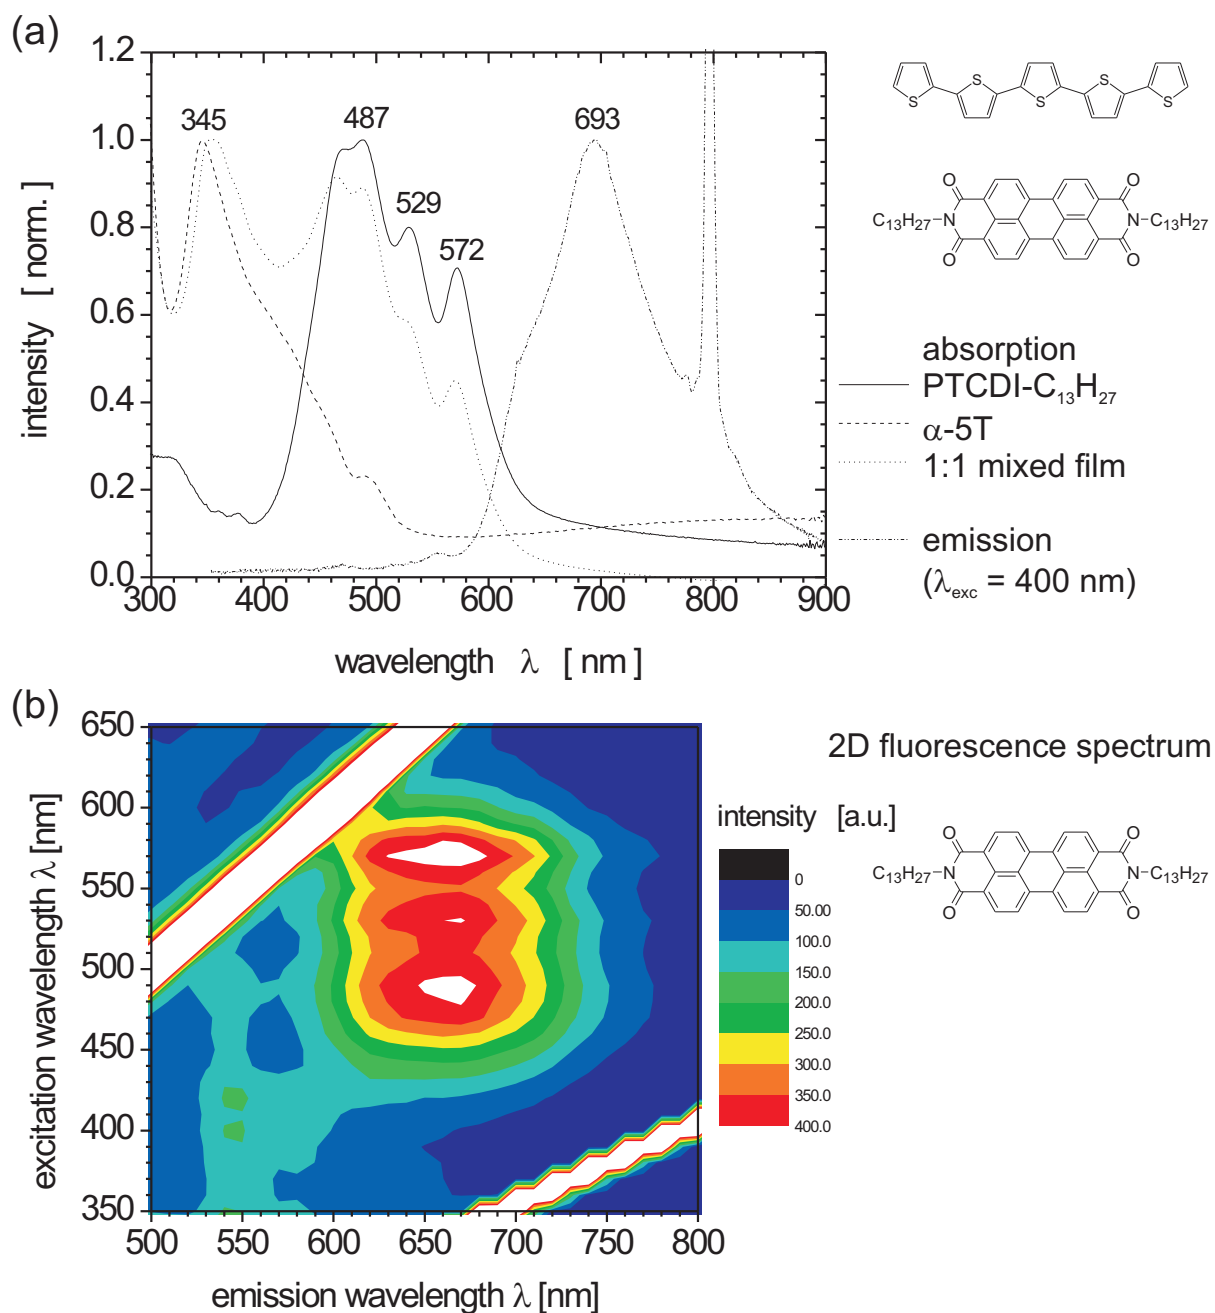 (a)
1.2
1.0
0.8
0.6
0.4
0.2
0.0
intensity [ norm.]
345
487
529
572
693
300 400 500 600 700 800 900
wavelength λ [ nm ]
S S S S S
O O
C₁₃H₂₇-N N-C₁₃H₂₇
O O
absorption
PTCDI-C₁₃H₂₇
α-5T
1:1 mixed film
emission
(λexc = 400 nm)
(b)
650
600
550
500
450
400
350
excitation wavelength λ [nm]
500 550 600 650 700 750 800
emission wavelength λ [nm]
2D fluorescence spectrum
intensity [a.u.]
0
50.00
100.0
150.0
200.0
250.0
300.0
350.0
400.0
O O
C₁₃H₂₇-N N-C₁₃H₂₇
O O